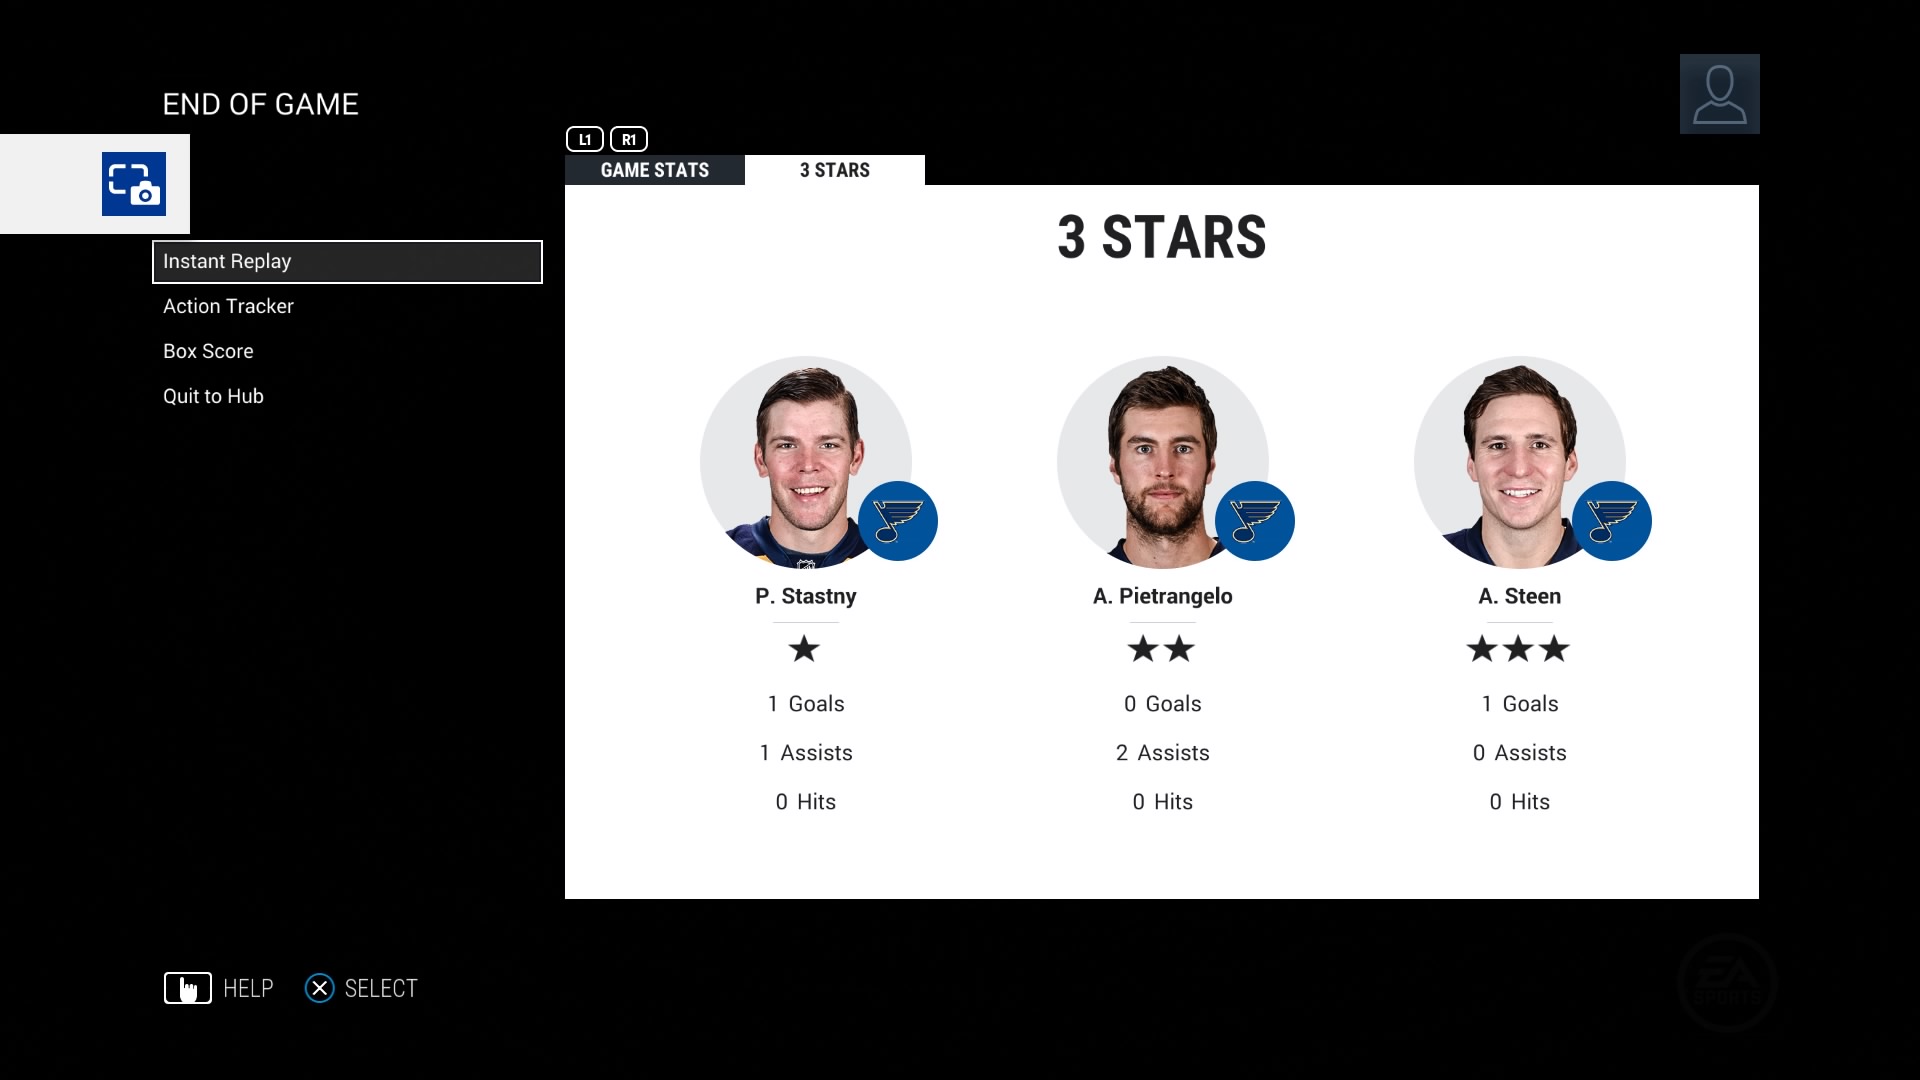 END OF GAME
L1 R1
GAME STATS 3 STARS
3 STARS
Instant Replay
Action Tracker
Box Score
Quit to Hub
P. Stastny
A. Pietrangelo
A. Steen
1 Goals
0 Goals
1 Goals
1 Assists
2 Assists
0 Assists
0 Hits
0 Hits
0 Hits
HELP SELECT
EA
SPORTS